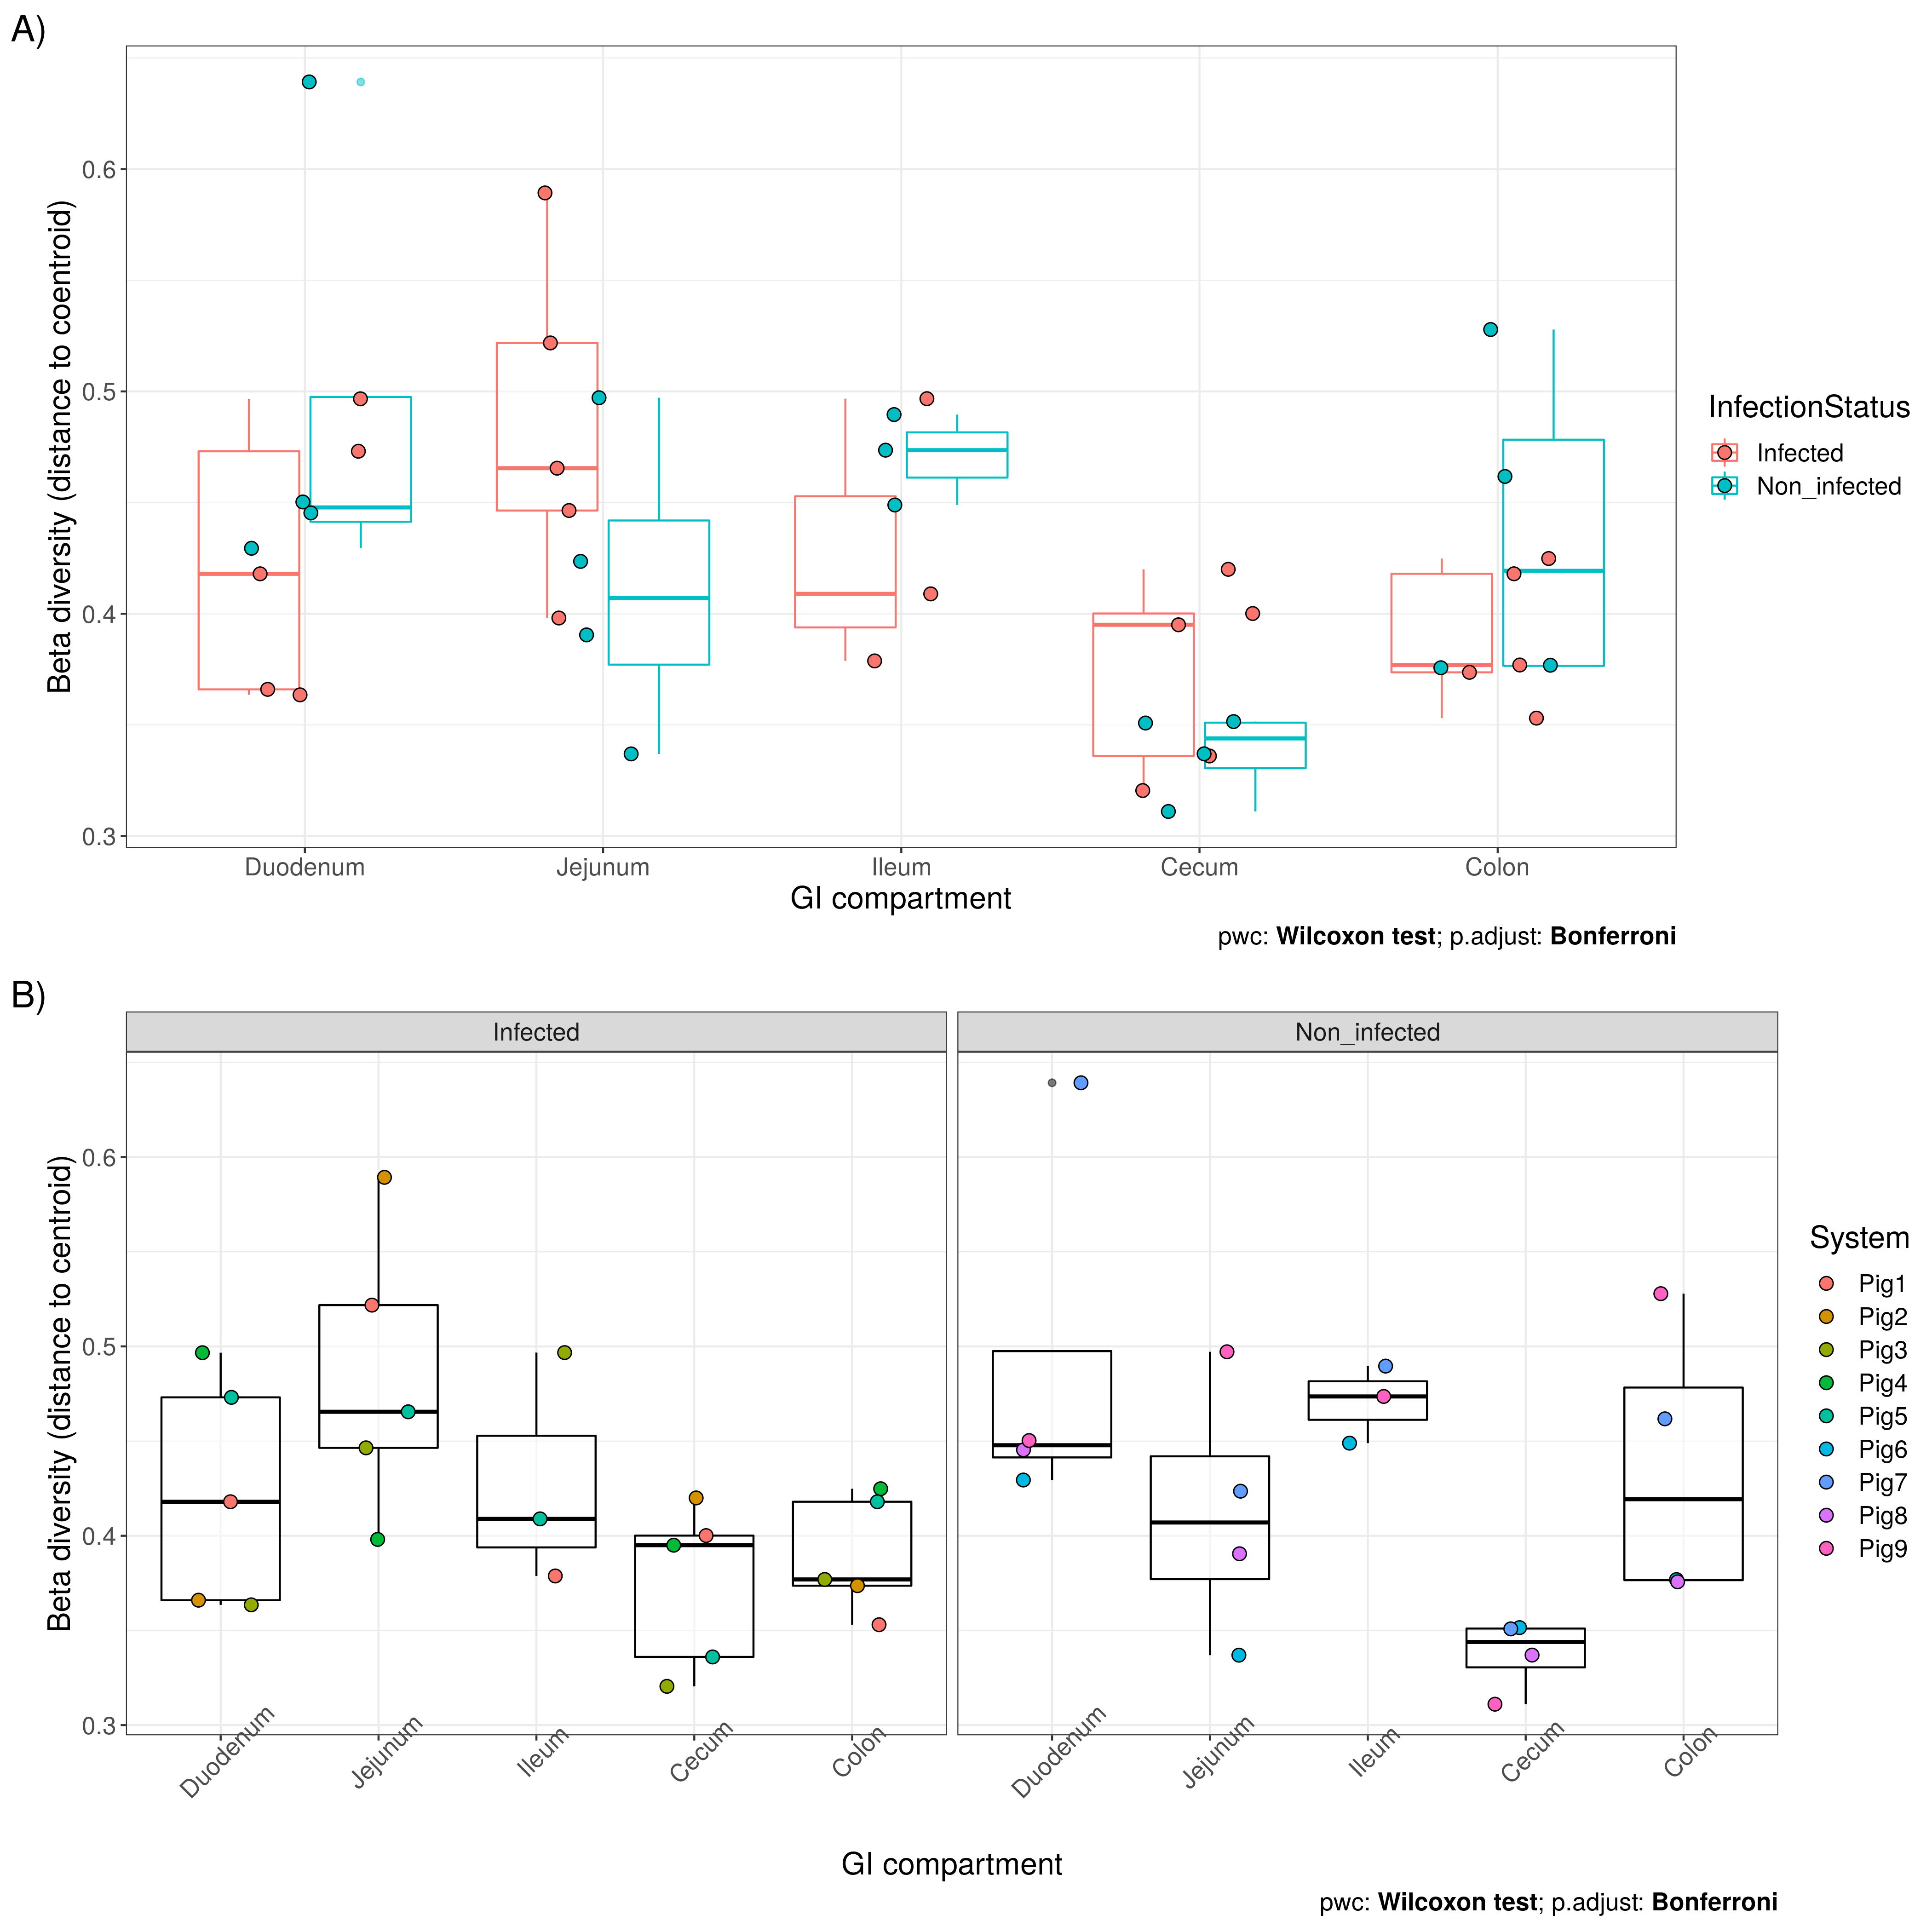 A)
Beta diversity (distance to coentroid)
0.6
0.5
0.4
0.3
Duodenum Jejunum Ileum Cecum Colon
GI compartment
pwc: Wilcoxon test; p.adjust: Bonferroni
InfectionStatus
Infected
Non_infected
B)
Infected Non_infected
Beta diversity (distance to centroid)
0.6
0.5
0.4
0.3
Duodenum Jejunum Ileum Cecum Colon Duodenum Jejunum Ileum Cecum Colon
GI compartment
pwc: Wilcoxon test; p.adjust: Bonferroni
System
Pig1
Pig2
Pig3
Pig4
Pig5
Pig6
Pig7
Pig8
Pig9